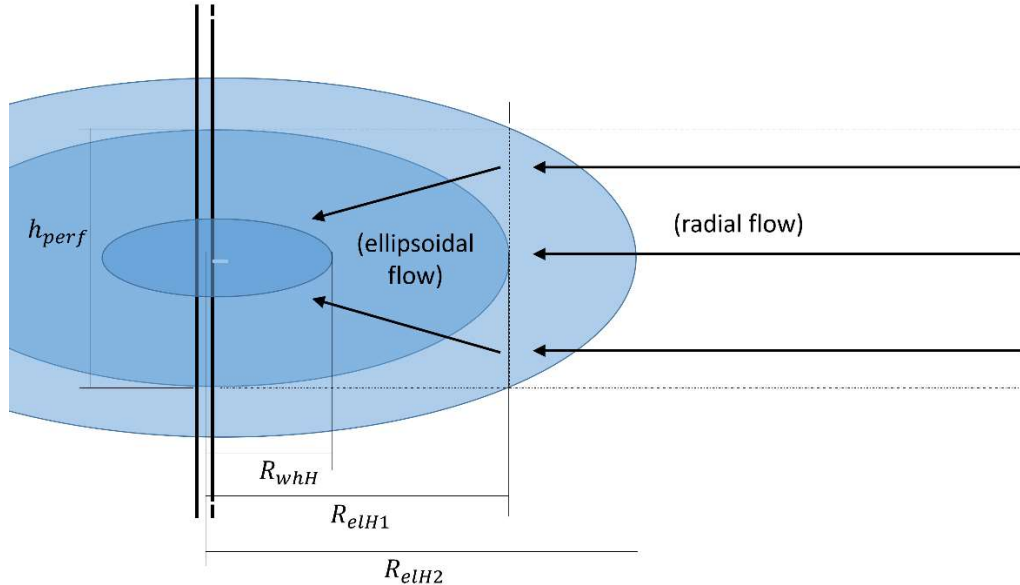 h_perf
(ellipsoidal
flow)
(radial flow)
R_whH
R_elH1
R_elH2